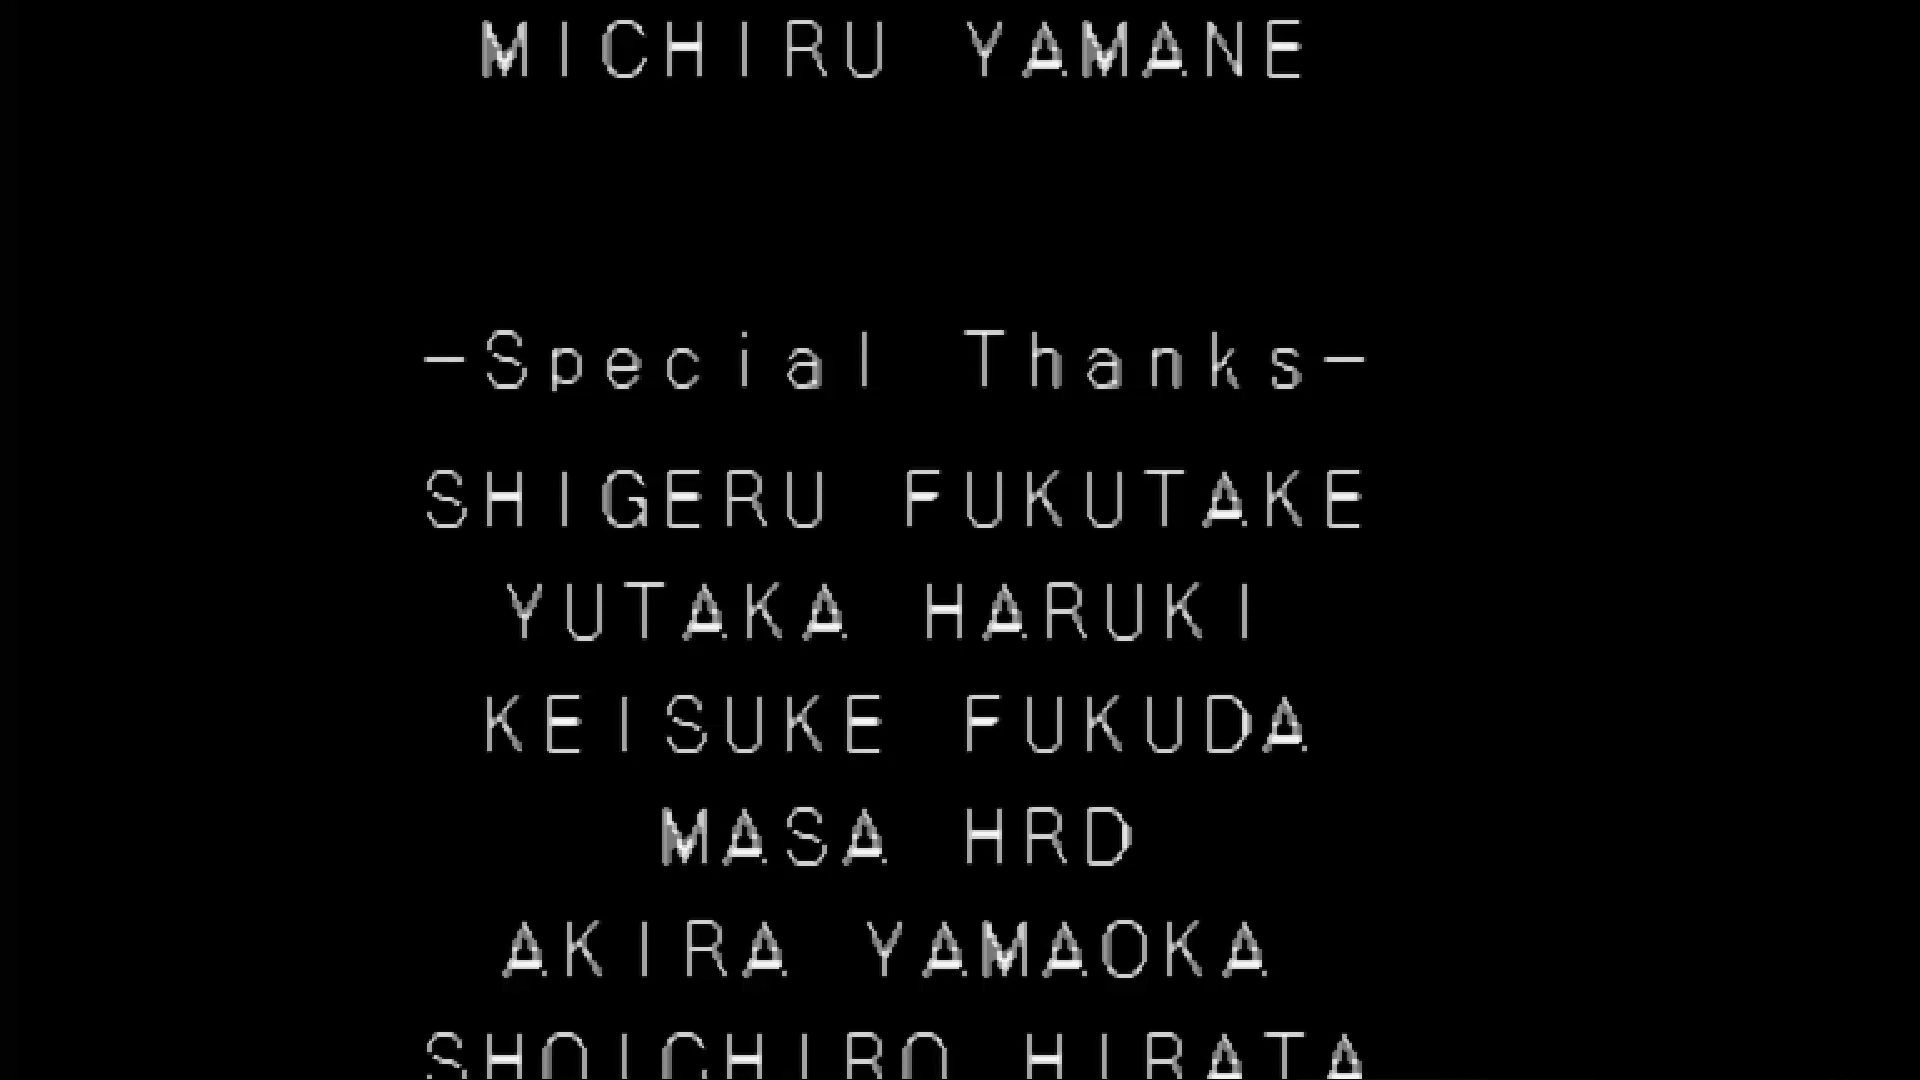 MICHIRU YAMANE
-Special Thanks-
SHIGERU FUKUTAKE
YUTAKA HARUKI
KEISUKE FUKUDA
MASA HRD
AKIRA YAMAOKA
SHOICHIRO HIRATA